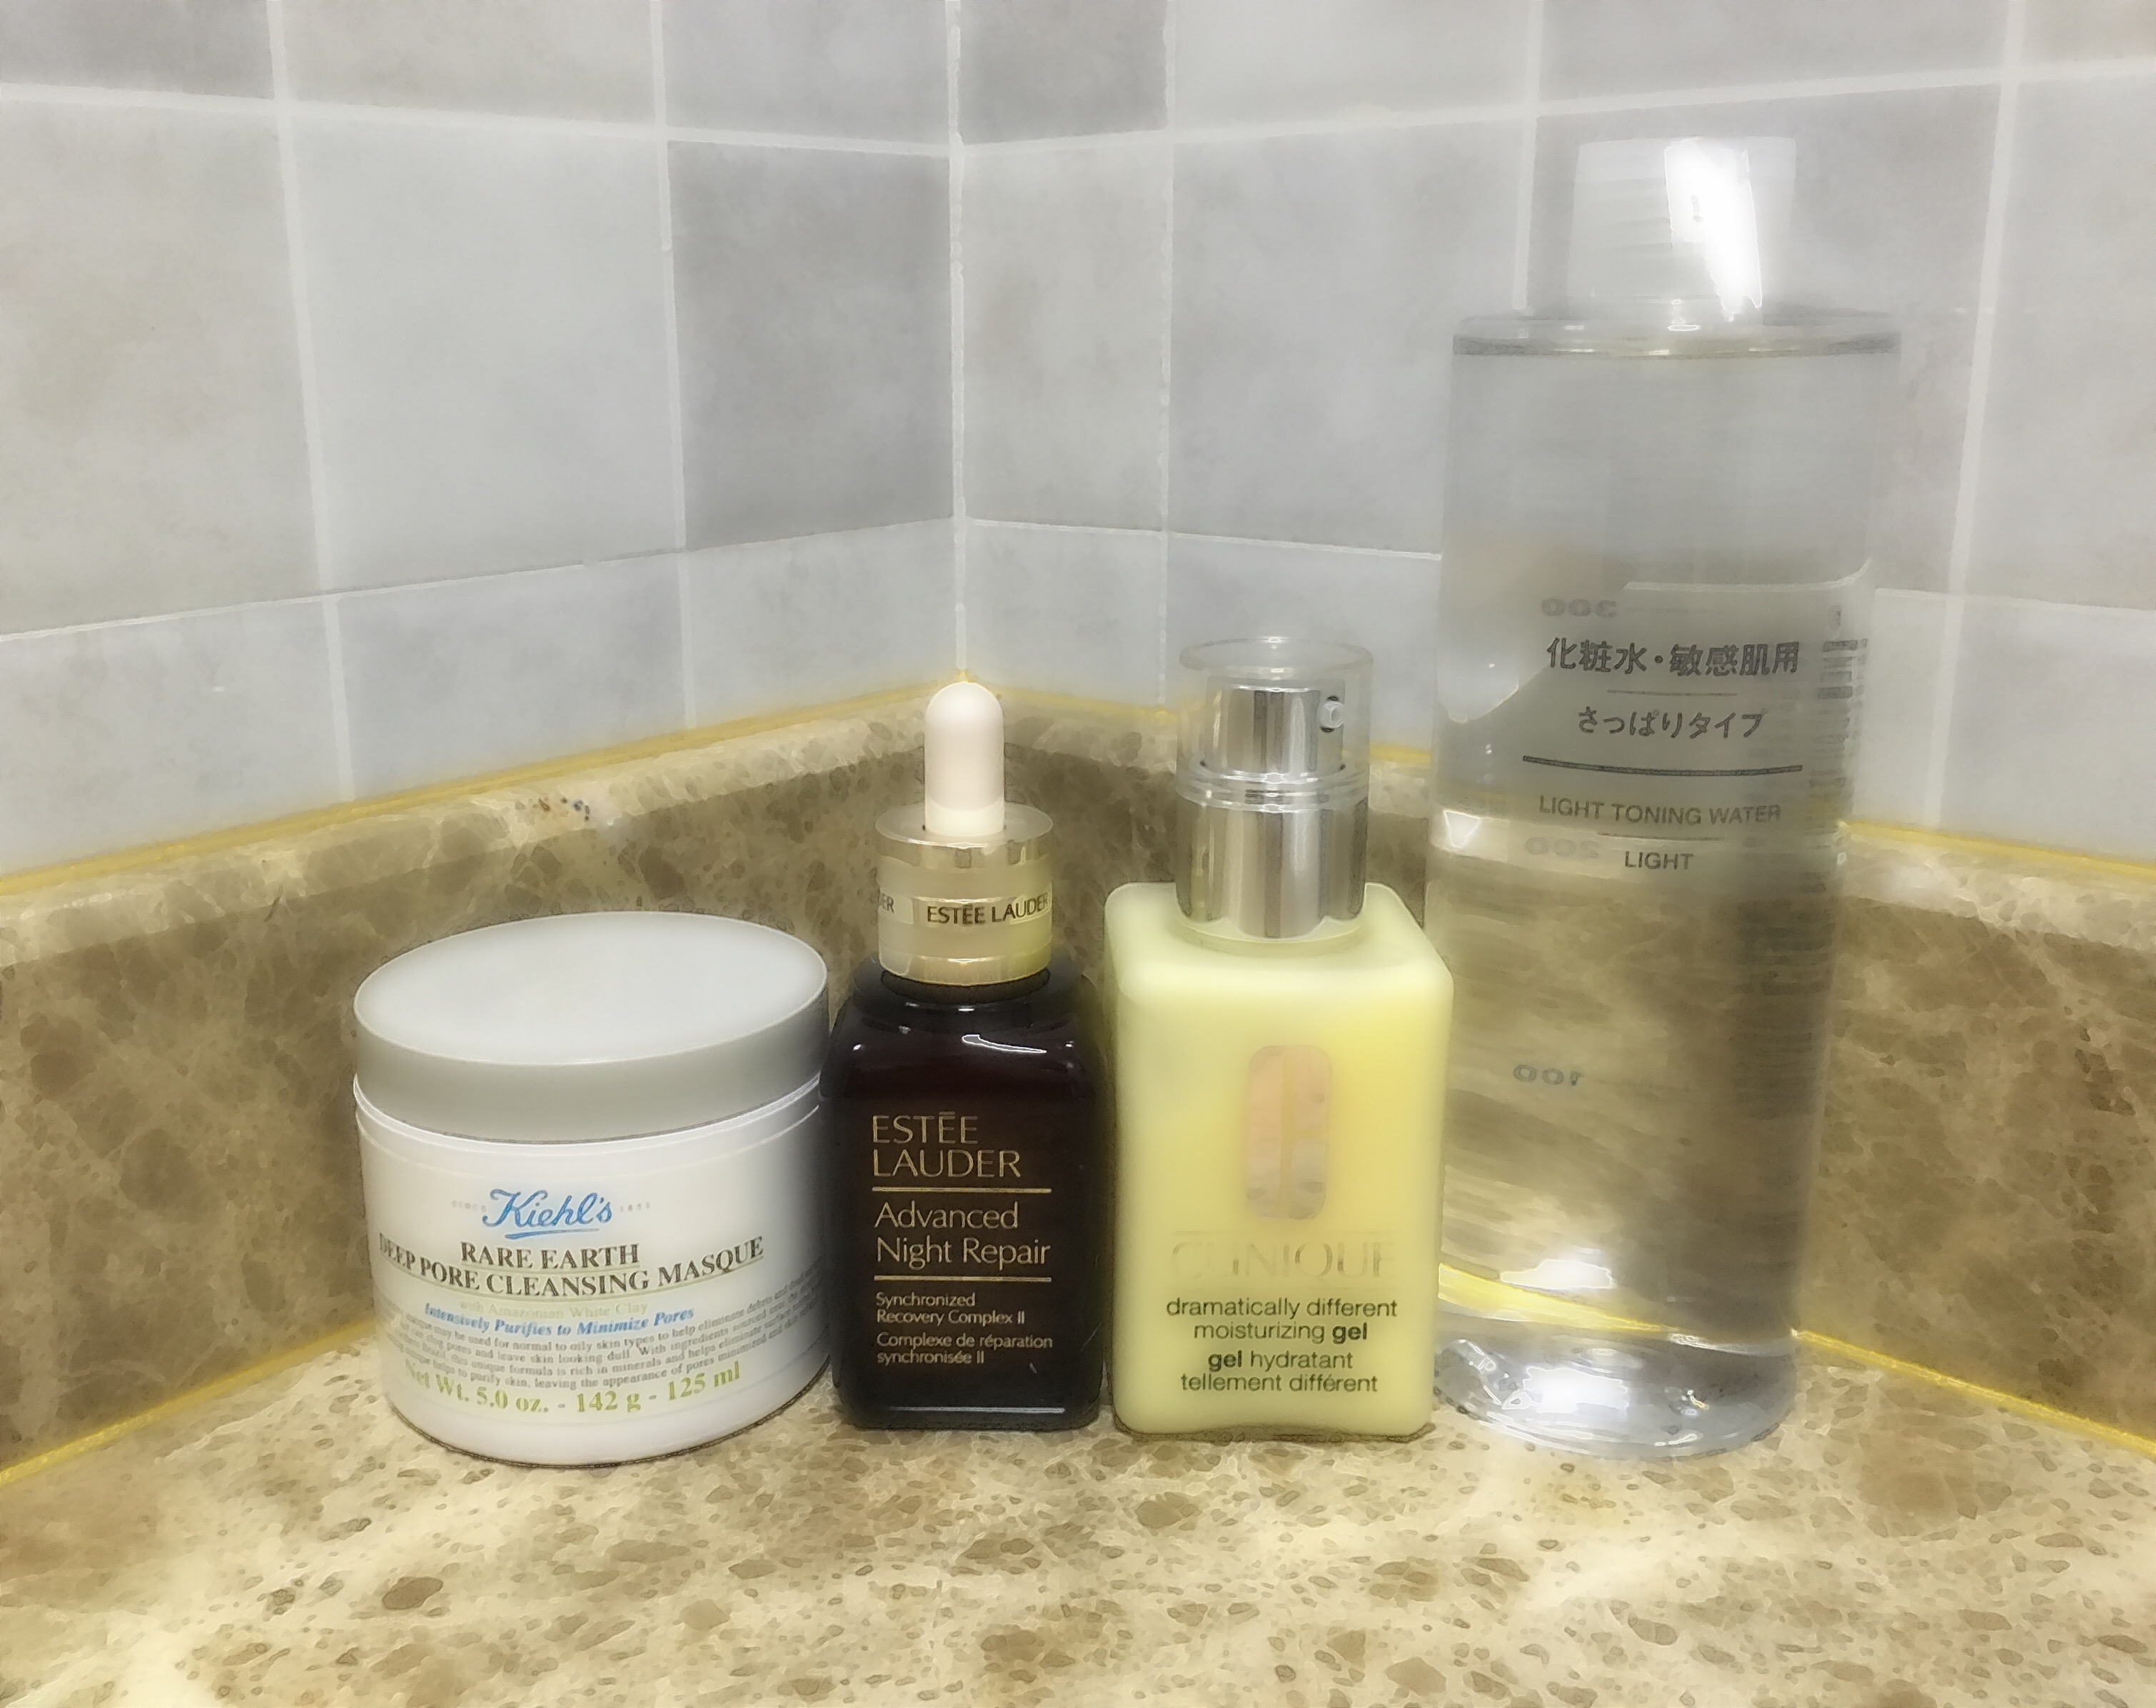 Kiehl's
RARE EARTH
DEEP PORE CLEANSING MASQUE
with Amazonian White Clay
Intensively Purifies to Minimize Pores
Net Wt. 5.0 oz. - 142 g - 125 ml
ESTĒE LAUDER
ESTĒE
LAUDER
Advanced
Night Repair
Synchronized
Recovery Complex II
Complexe de réparation
synchronisée II
CLINIQUE
dramatically different
moisturizing gel
gel hydratant
tellement différent
300
化粧水・敏感肌用
さっぱりタイプ
LIGHT TONING WATER
200
LIGHT
100